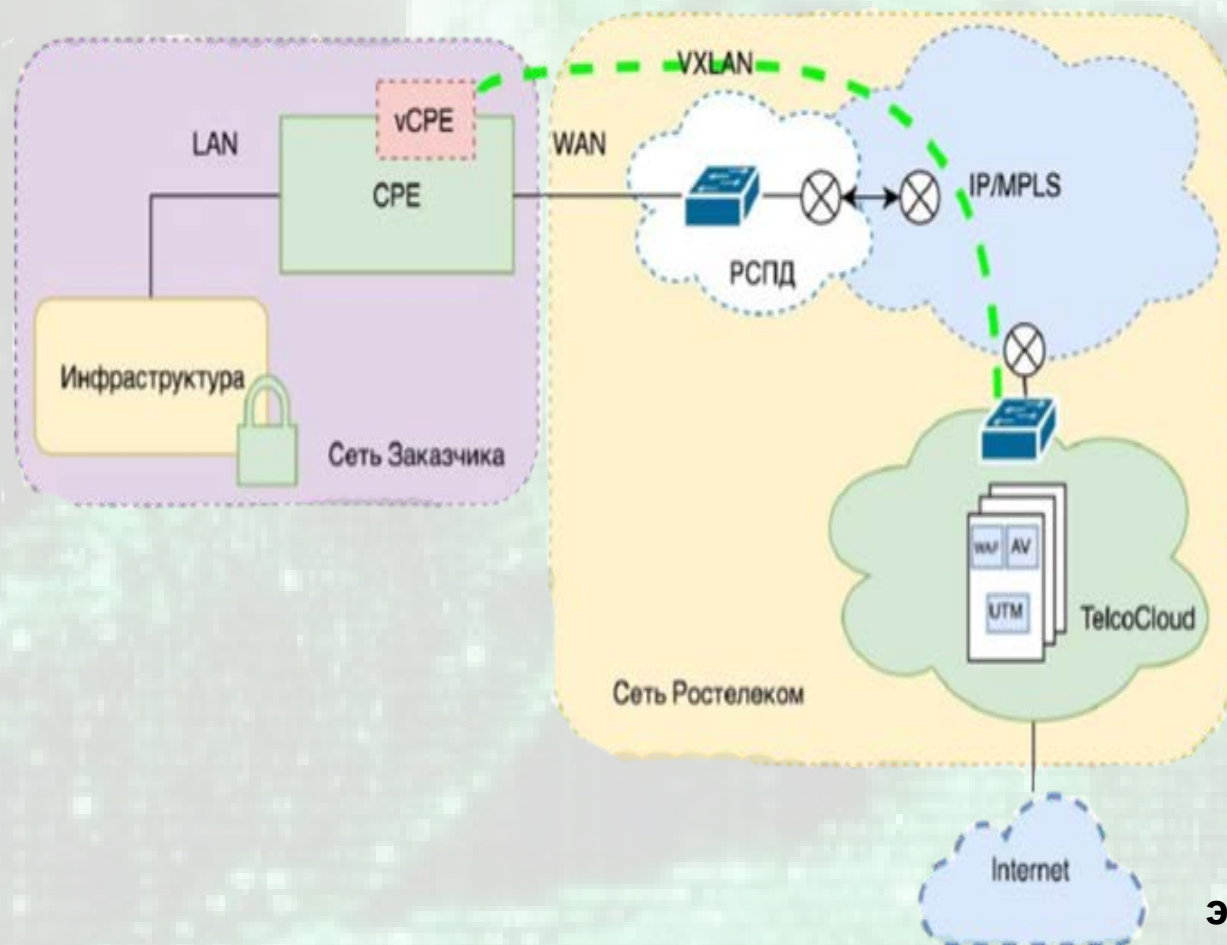 VXLAN
vCPE
LAN
WAN
CPE
IP/MPLS
РСПД
Инфраструктура
Сеть Заказчика
WAF
AV
UTM
TelcoCloud
Сеть Ростелеком
Internet
э